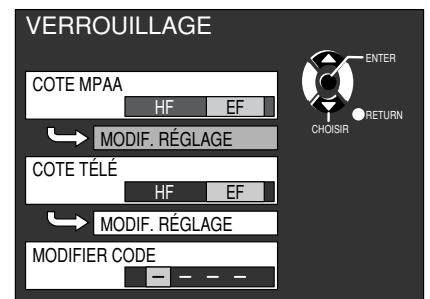 VERROUILLAGE
ENTER
COTE MPAA
HF EF
RETURN
CHOISIR
MODIF. RÉGLAGE
COTE TÉLÉ
HF EF
MODIF. RÉGLAGE
MODIFIER CODE
– – – –